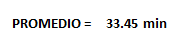 PROMEDIO = 33.45 min